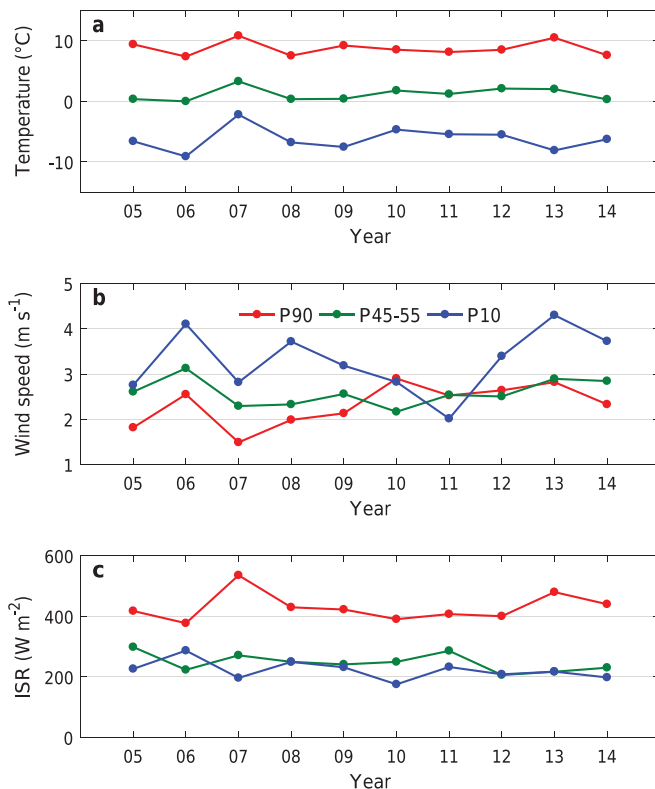 a
Temperature (°C)
10
0
-10
05 06 07 08 09 10 11 12 13 14
Year
b
P90 P45-55 P10
Wind speed (m s-1)
5
4
3
2
1
05 06 07 08 09 10 11 12 13 14
Year
c
ISR (W m-2)
600
400
200
0
05 06 07 08 09 10 11 12 13 14
Year